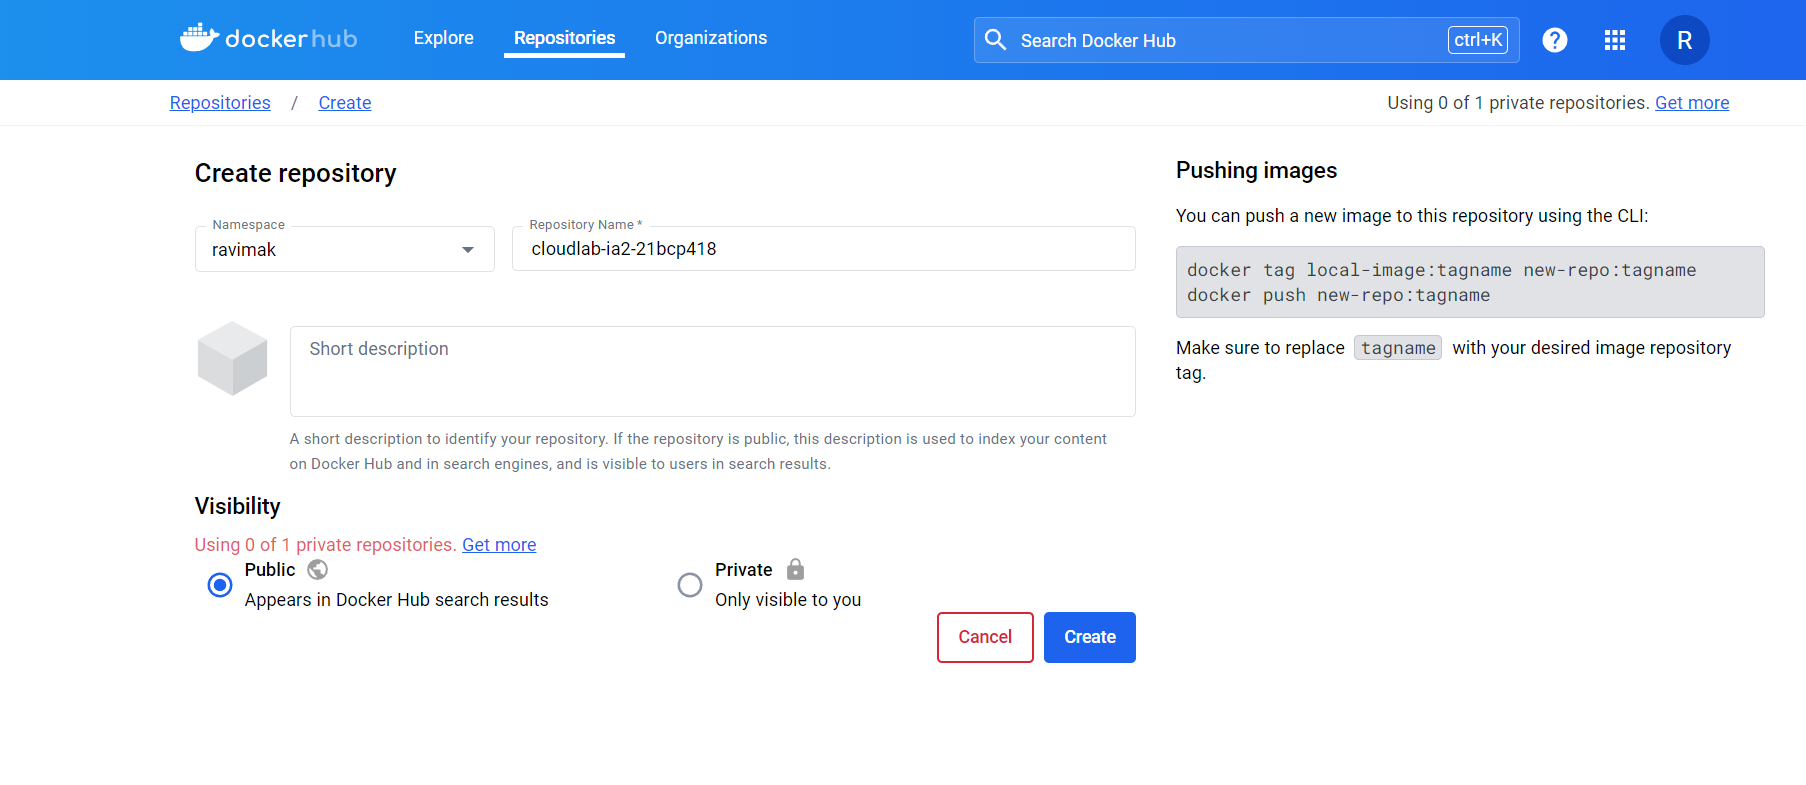 dockerhub Explore Repositories Organizations Search Docker Hub ctrl+K ? R
Repositories / Create Using 0 of 1 private repositories. Get more
Create repository
Namespace
ravimak
Repository Name *
cloudlab-ia2-21bcp418
Short description
A short description to identify your repository. If the repository is public, this description is used to index your content
on Docker Hub and in search engines, and is visible to users in search results.
Visibility
Using 0 of 1 private repositories. Get more
Public
Appears in Docker Hub search results
Private
Only visible to you
Cancel Create
Pushing images
You can push a new image to this repository using the CLI:
docker tag local-image:tagname new-repo:tagname
docker push new-repo:tagname
Make sure to replace tagname with your desired image repository
tag.